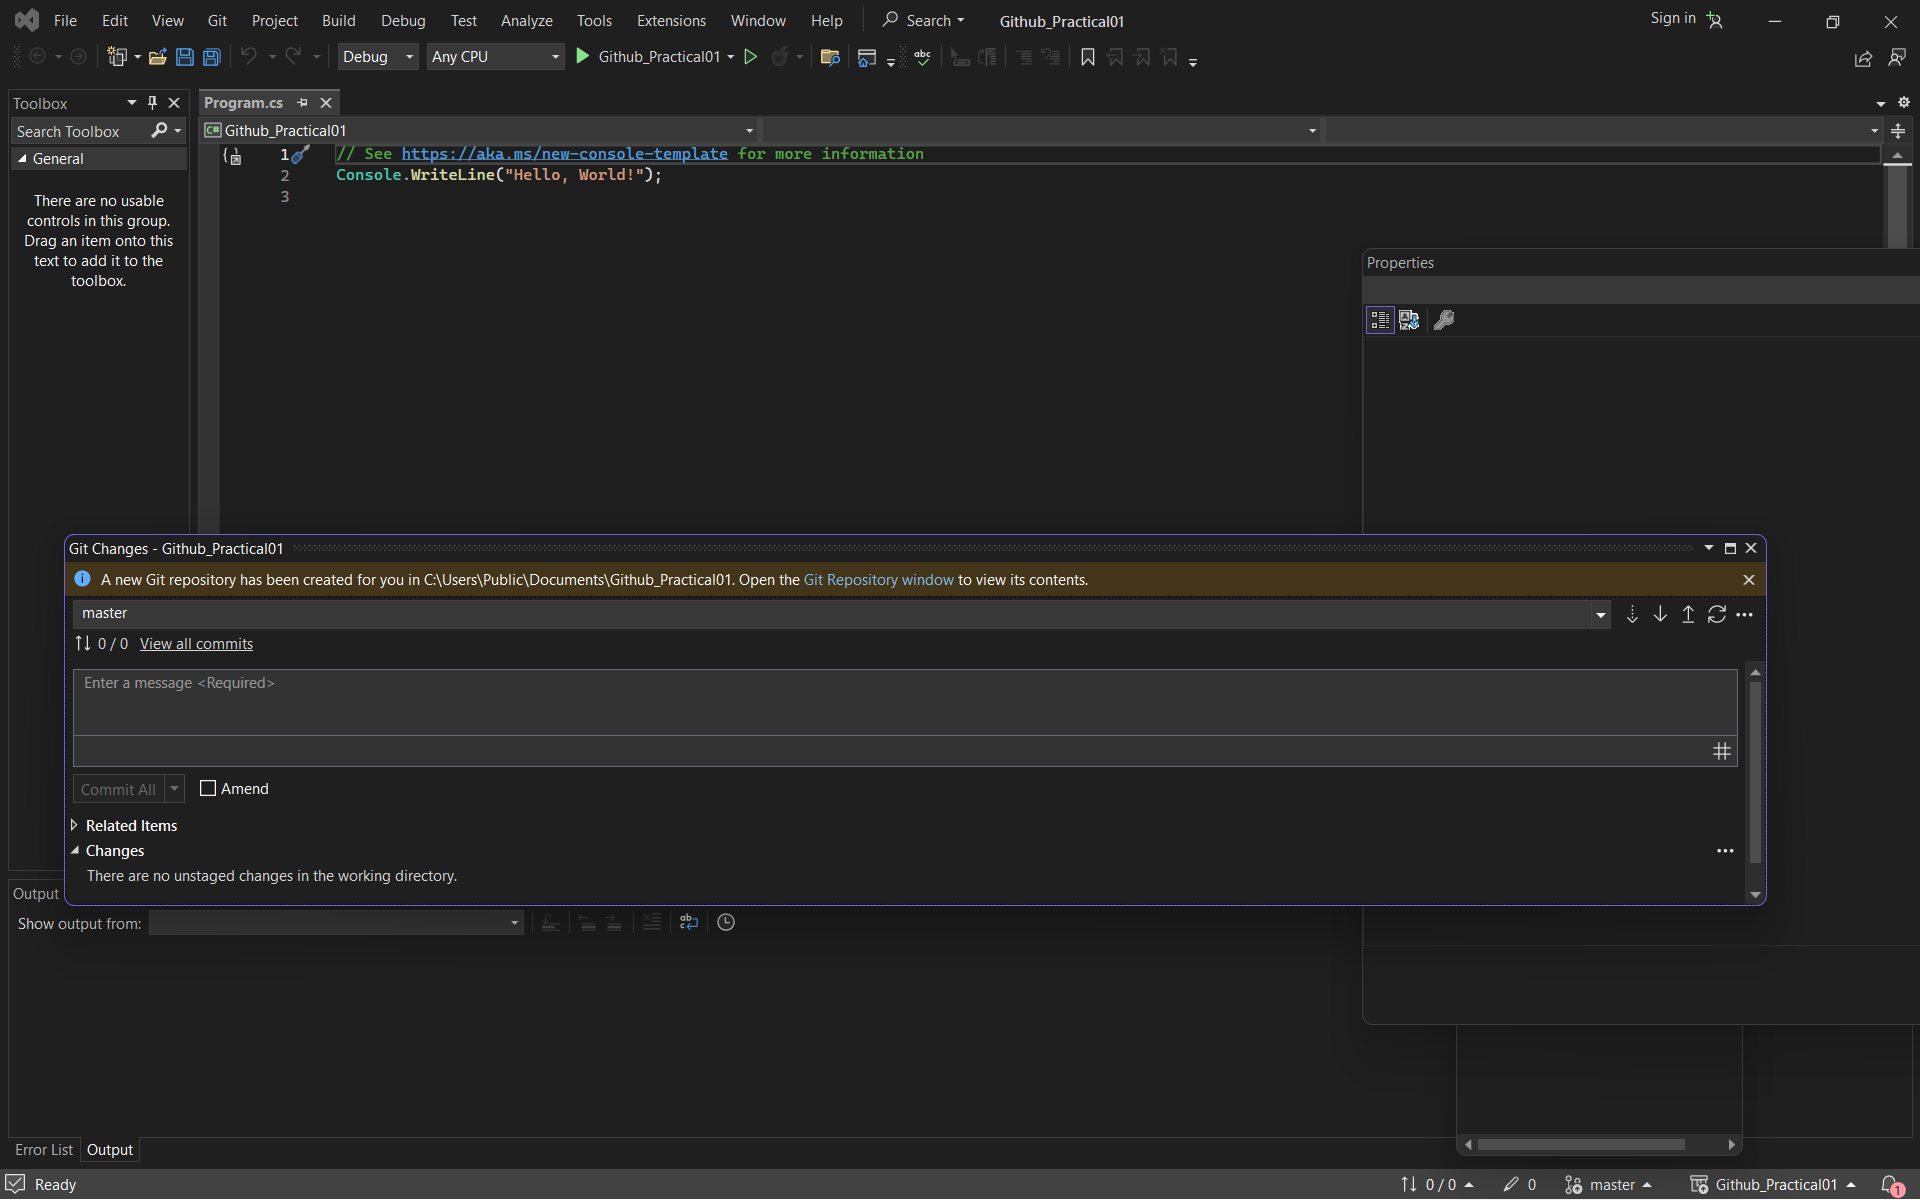 File Edit View Git Project Build Debug Test Analyze Tools Extensions Window Help Search Github_Practical01 Sign in
Debug Any CPU Github_Practical01
Toolbox
Search Toolbox
General
There are no usable
controls in this group.
Drag an item onto this
text to add it to the
toolbox.
Program.cs
C# Github_Practical01
1 // See https://aka.ms/new-console-template for more information
2 Console.WriteLine("Hello, World!");
3
Properties
Git Changes - Github_Practical01
A new Git repository has been created for you in C:\Users\Public\Documents\Github_Practical01. Open the Git Repository window to view its contents.
master
0 / 0 View all commits
Enter a message <Required>
Commit All Amend
Related Items
Changes
There are no unstaged changes in the working directory.
Output
Show output from:
Error List Output
Ready 0 / 0 0 master Github_Practical01 1